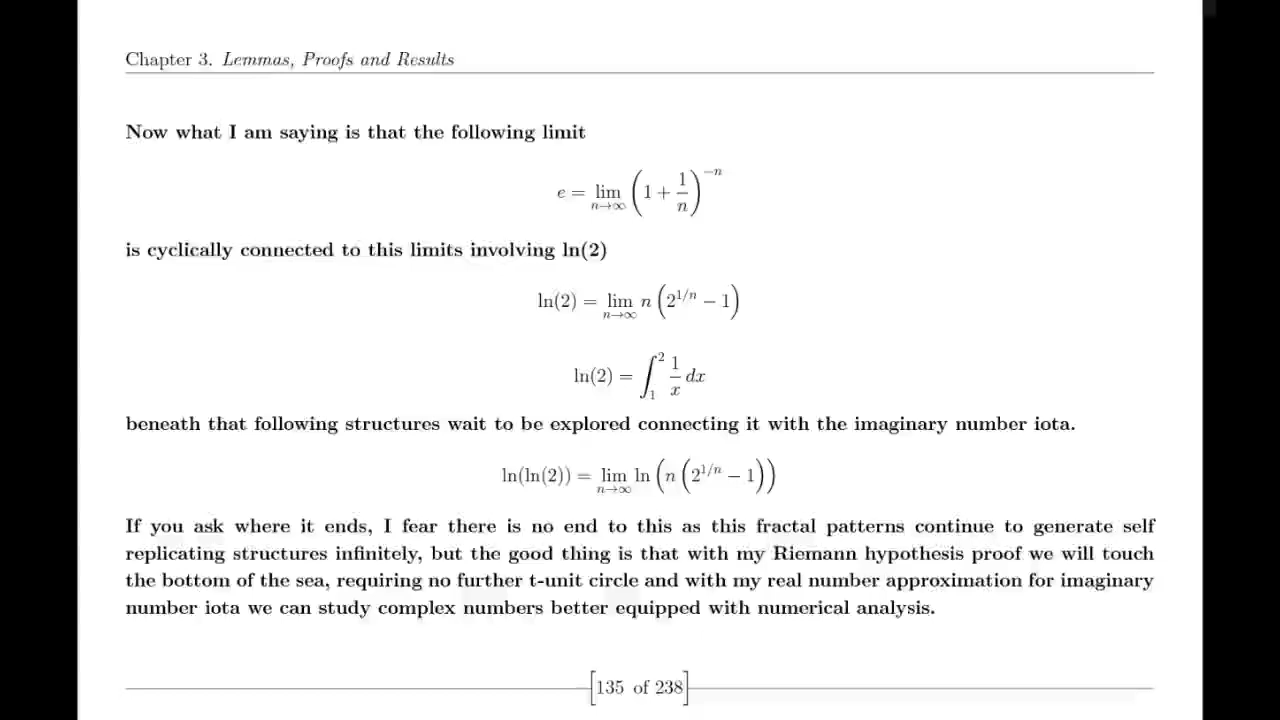 Chapter 3. Lemmas, Proofs and Results
Now what I am saying is that the following limit
e = lim_{n→∞} (1 + 1/n)^{−n}
is cyclically connected to this limits involving ln(2)
ln(2) = lim_{n→∞} n (2^{1/n} − 1)
ln(2) = ∫_1^2 1/x dx
beneath that following structures wait to be explored connecting it with the imaginary number iota.
ln(ln(2)) = lim_{n→∞} ln (n (2^{1/n} − 1))
If you ask where it ends, I fear there is no end to this as this fractal patterns continue to generate self
replicating structures infinitely, but the good thing is that with my Riemann hypothesis proof we will touch
the bottom of the sea, requiring no further t-unit circle and with my real number approximation for imaginary
number iota we can study complex numbers better equipped with numerical analysis.
[135 of 238]